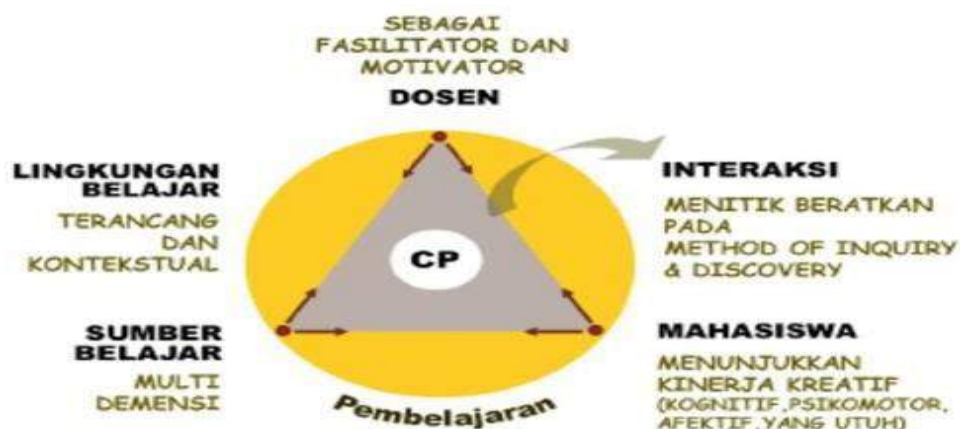 SEBAGAI
FASILITATOR DAN
MOTIVATOR
DOSEN
LINGKUNGAN
BELAJAR
TERANCANG
DAN
KONTEKSTUAL
INTERAKSI
MENITIK BERATKAN
PADA
METHOD OF INQUIRY
& DISCOVERY
CP
SUMBER
BELAJAR
MULTI
DEMENSI
MAHASISWA
MENUNJUKKAN
KINERJA KREATIF
(KOGNITIF,PSIKOMOTOR,
AFEKTIF,YANG UTUH)
Pembelajaran